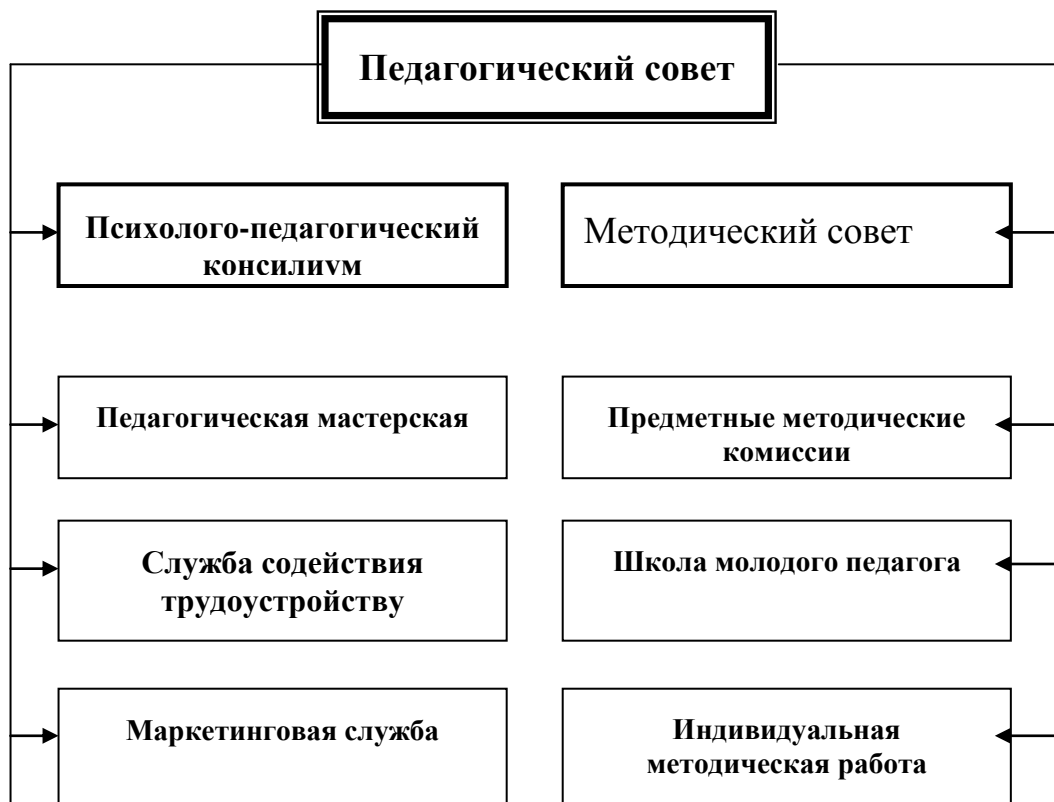 Педагогический совет
Психолого-педагогический
консилиум
Методический совет
Педагогическая мастерская
Предметные методические
комиссии
Служба содействия
трудоустройству
Школа молодого педагога
Маркетинговая служба
Индивидуальная
методическая работа